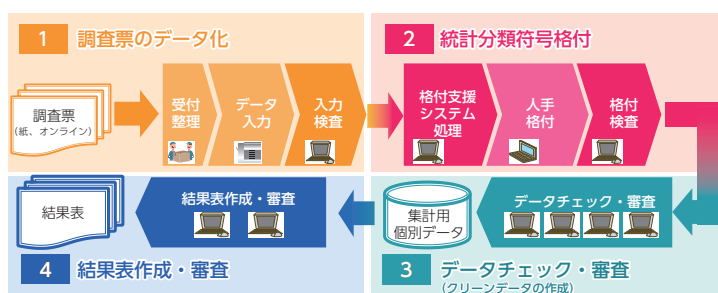 1 調査票のデータ化
調査票
(紙、オンライン)
受付
整理
データ
入力
入力
検査
2 統計分類符号格付
格付支援
システム
処理
人手
格付
格付
検査
データチェック・審査
集計用
個別データ
3 データチェック・審査
(クリーンデータの作成)
結果表作成・審査
結果表
4 結果表作成・審査